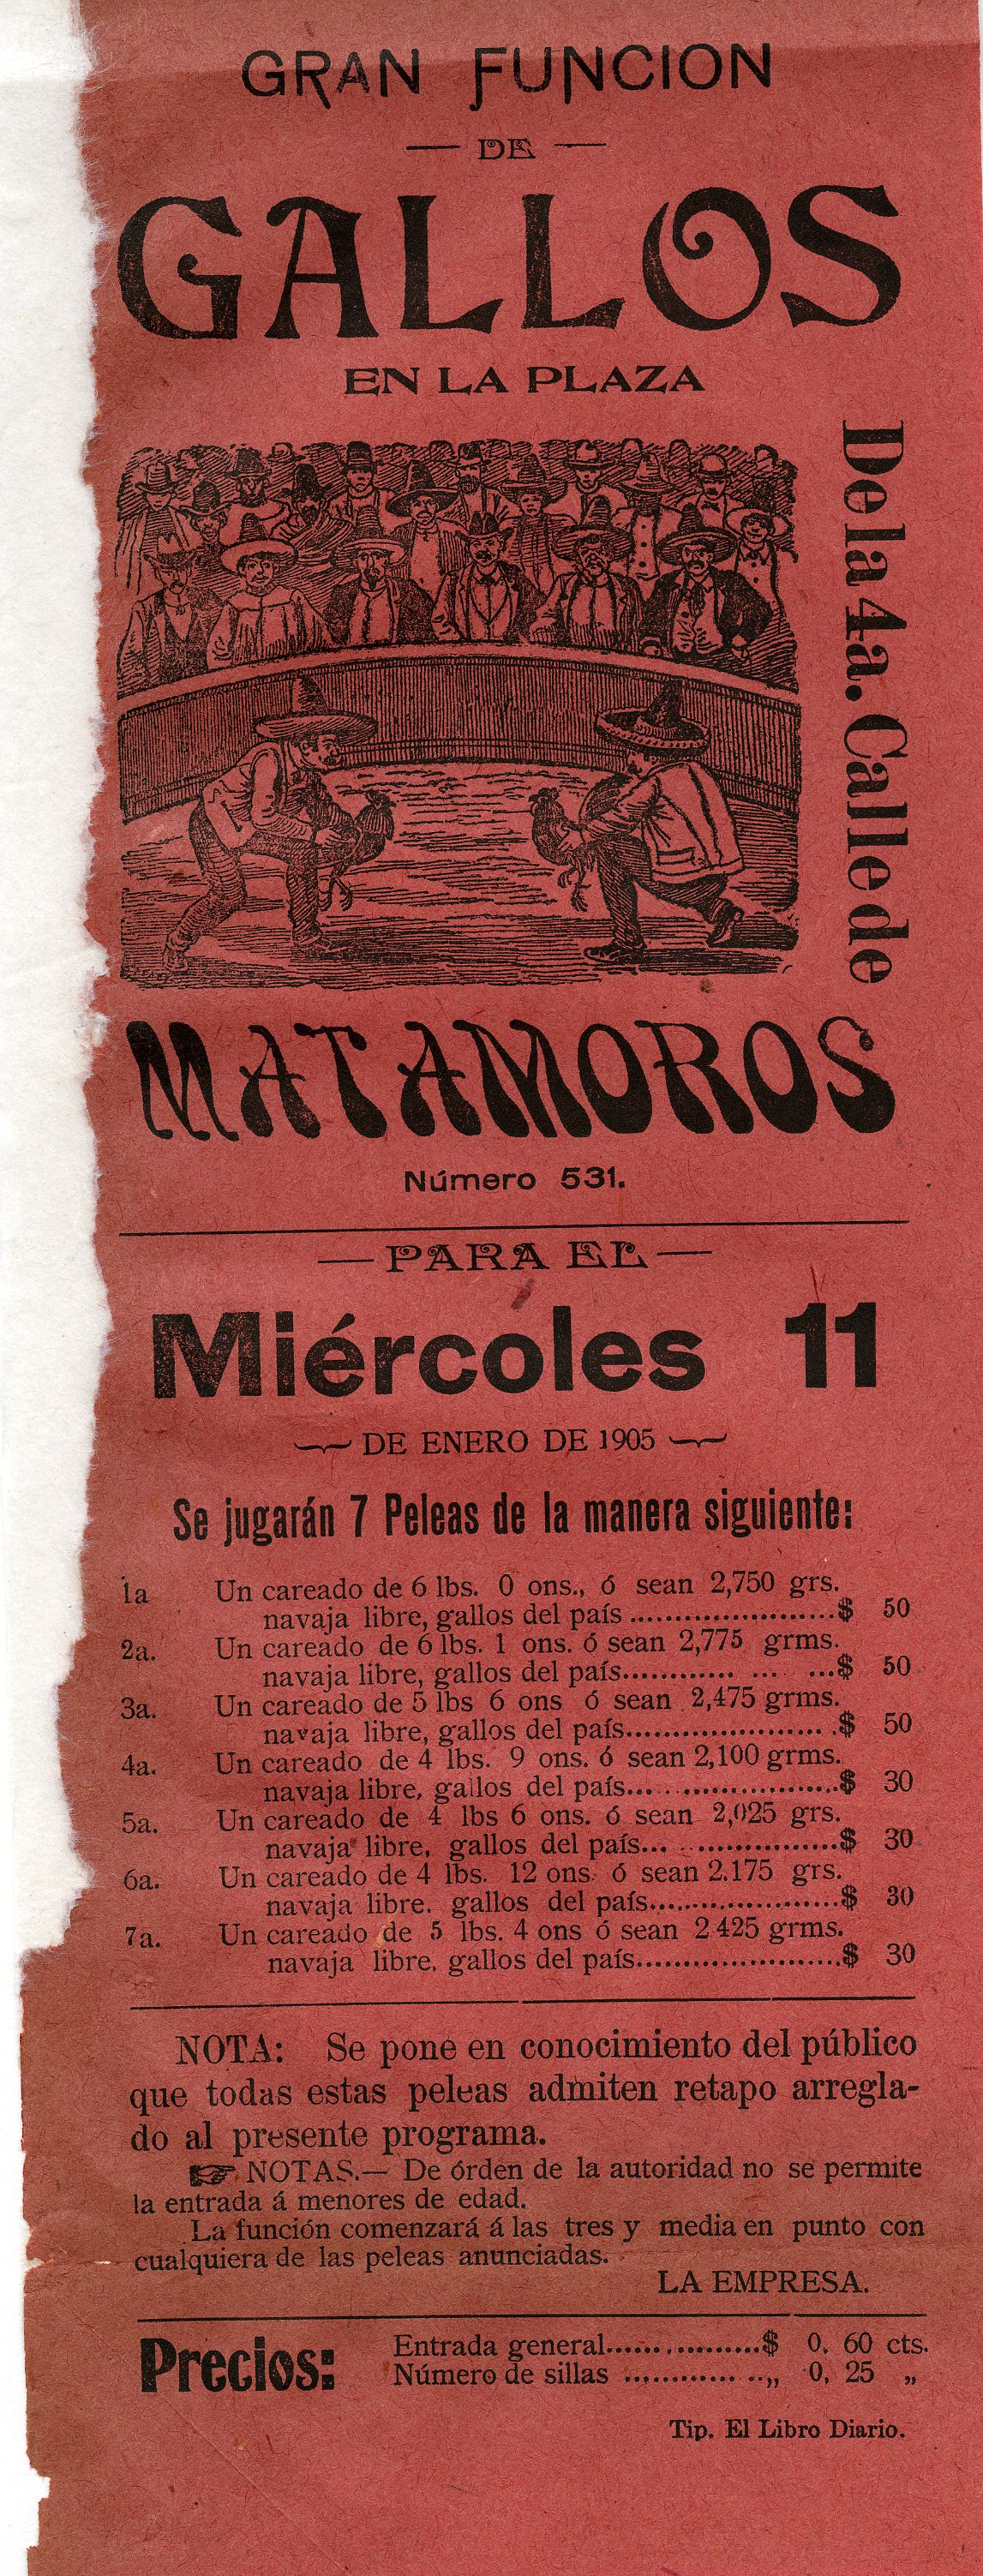 GRAN FUNCION
— DE —
GALLOS
EN LA PLAZA
De la 4a. Calle de
MATAMOROS
Número 531.
— PARA EL —
Miércoles 11
DE ENERO DE 1905
Se jugarán 7 Peleas de la manera siguiente:
1a Un careado de 6 lbs. 0 ons., ó sean 2,750 grs.
navaja libre, gallos del país ........................$ 50
2a. Un careado de 6 lbs. 1 ons. ó sean 2,775 grms.
navaja libre, gallos del país............. ... ...$ 50
3a. Un careado de 5 lbs 6 ons ó sean 2,475 grms.
navaja libre, gallos del país...................... .$ 50
4a. Un careado de 4 lbs. 9 ons. ó sean 2,100 grms.
navaja libre, gallos del país... ......................$ 30
5a. Un careado de 4 lbs 6 ons. ó sean 2,025 grs.
navaja libre, gallos del país... .................$ 30
6a. Un careado de 4 lbs. 12 ons. ó sean 2.175 grs.
navaja libre. gallos del país......................$ 30
7a. Un careado de 5 lbs. 4 ons ó sean 2 425 grms.
navaja libre. gallos del país........................$ 30
NOTA: Se pone en conocimiento del público
que todas estas peleas admiten retapo arregla-
do al presente programa.
☞ NOTAS.— De órden de la autoridad no se permite
la entrada á menores de edad.
La función comenzará á las tres y media en punto con
cualquiera de las peleas anunciadas.
LA EMPRESA.
Precios:
Entrada general..................$ 0. 60 cts.
Número de sillas ............. ..„ 0, 25 „
Tip. El Libro Diario.